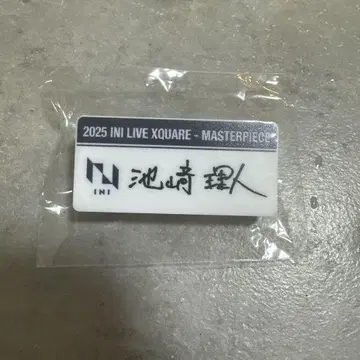 2025 INI LIVE XQUARE - MASTERPIECE
INI 池﨑理人